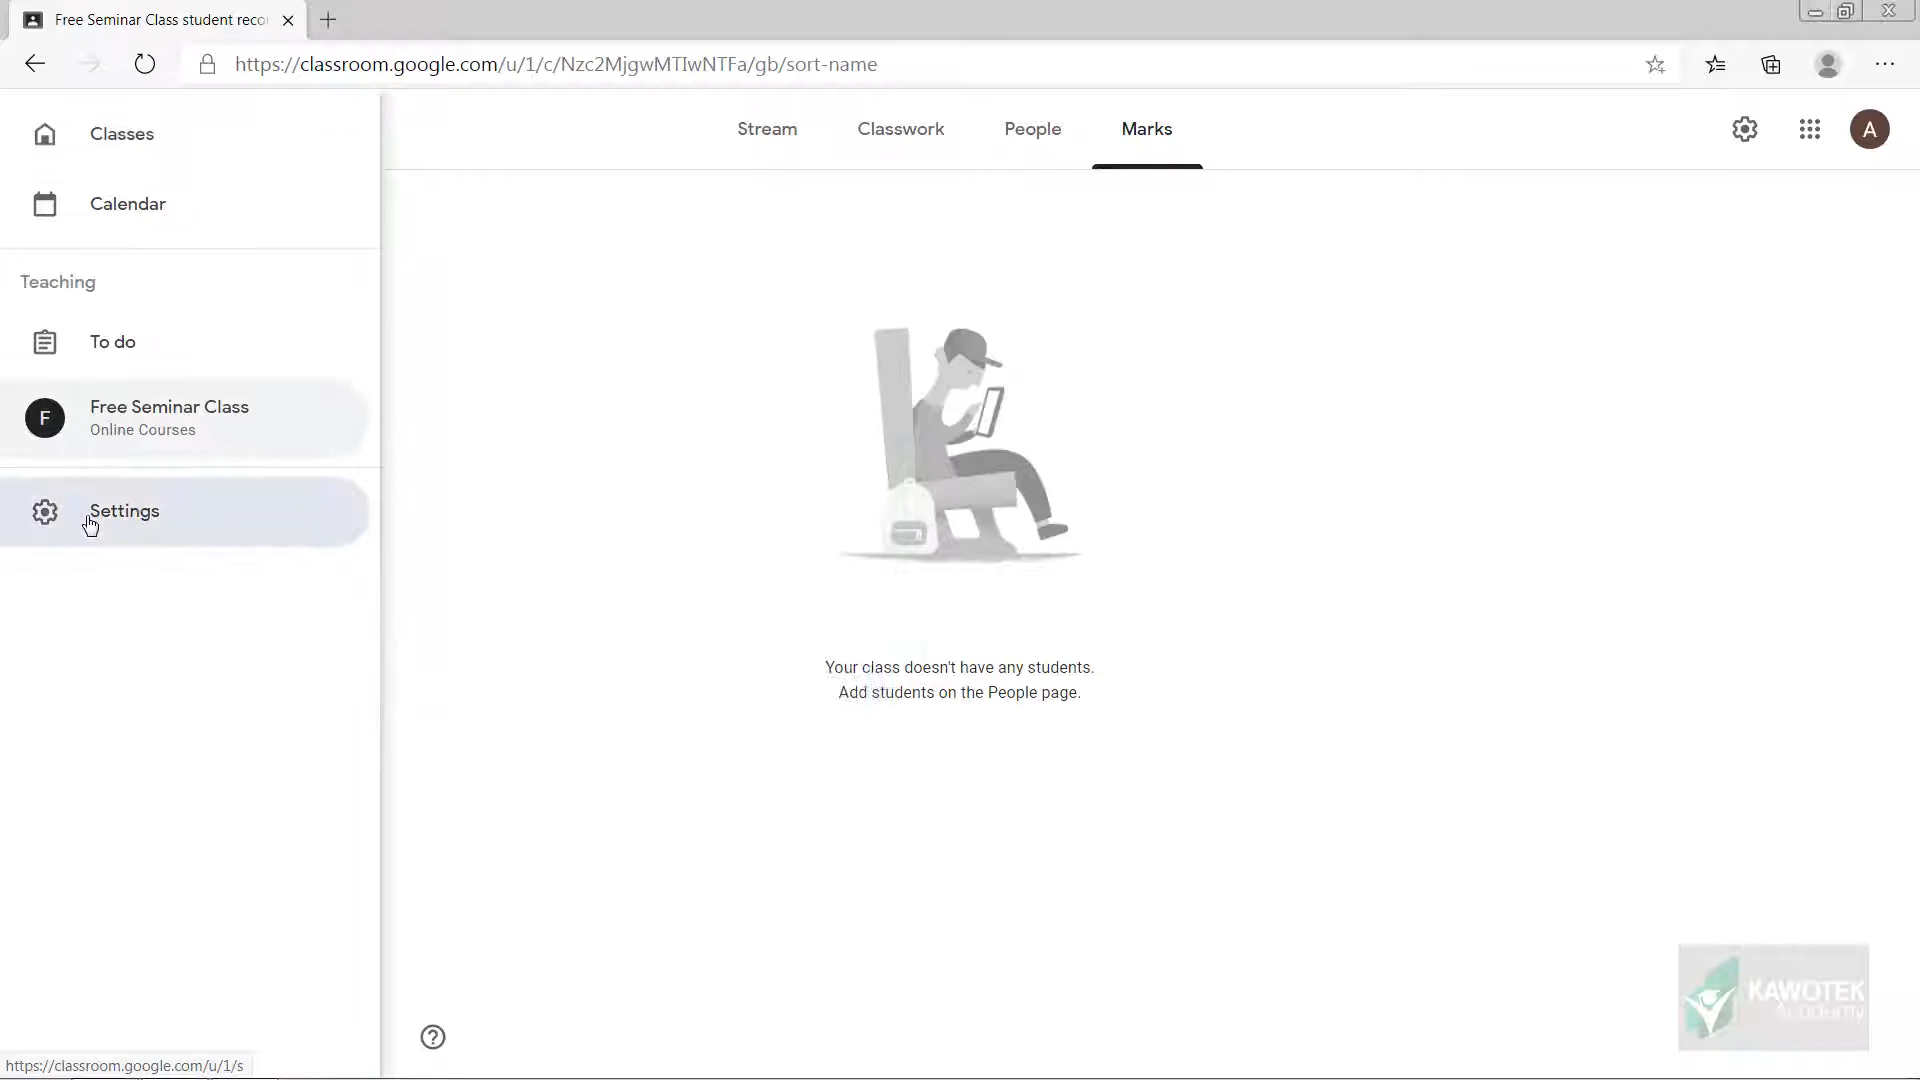 Free Seminar Class student reco
https://classroom.google.com/u/1/c/Nzc2MjgwMTIwNTFa/gb/sort-name
Classes
Calendar
Teaching
To do
F
Free Seminar Class
Online Courses
Settings
Stream
Classwork
People
Marks
A
Your class doesn't have any students.
Add students on the People page.
KAWOTEK
Academy
https://classroom.google.com/u/1/s